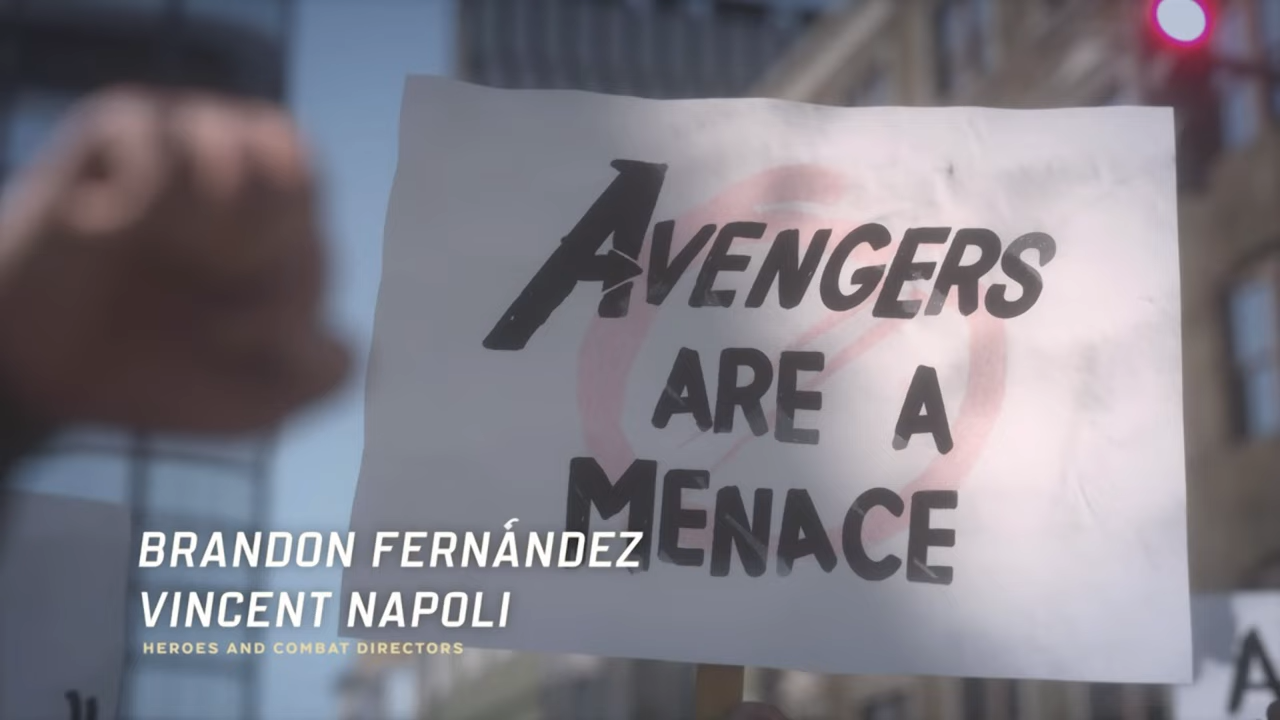 AVENGERS
ARE A
MENACE
BRANDON FERNÁNDEZ
VINCENT NAPOLI
HEROES AND COMBAT DIRECTORS